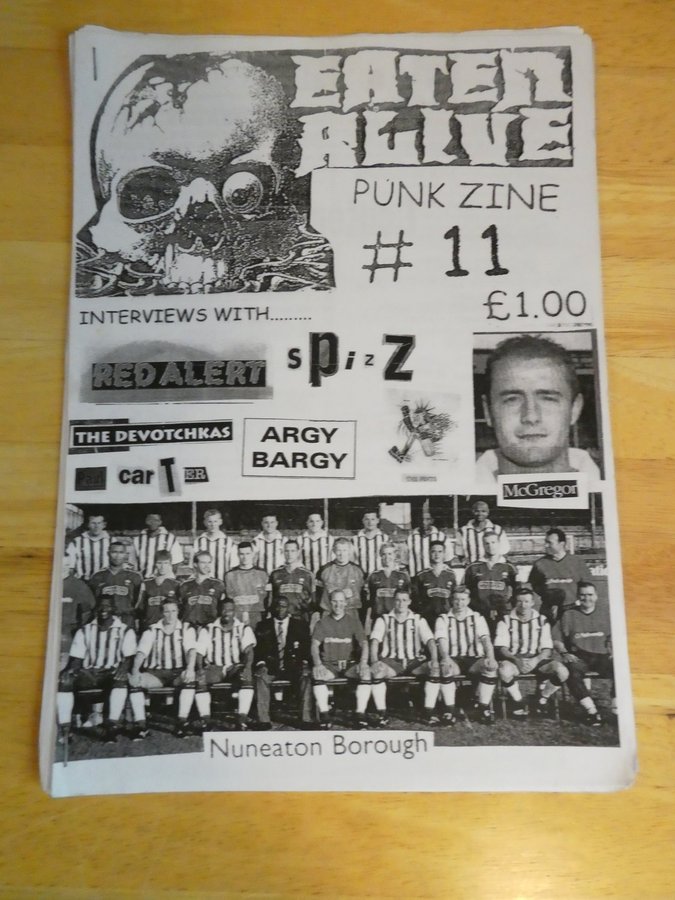 EATEN
ALIVE
PUNK ZINE
# 11
£1.00
INTERVIEWS WITH.........
RED ALERT
SPizZ
THE DEVOTCHKAS
ARGY
BARGY
carTER
McGregor
Nuneaton Borough